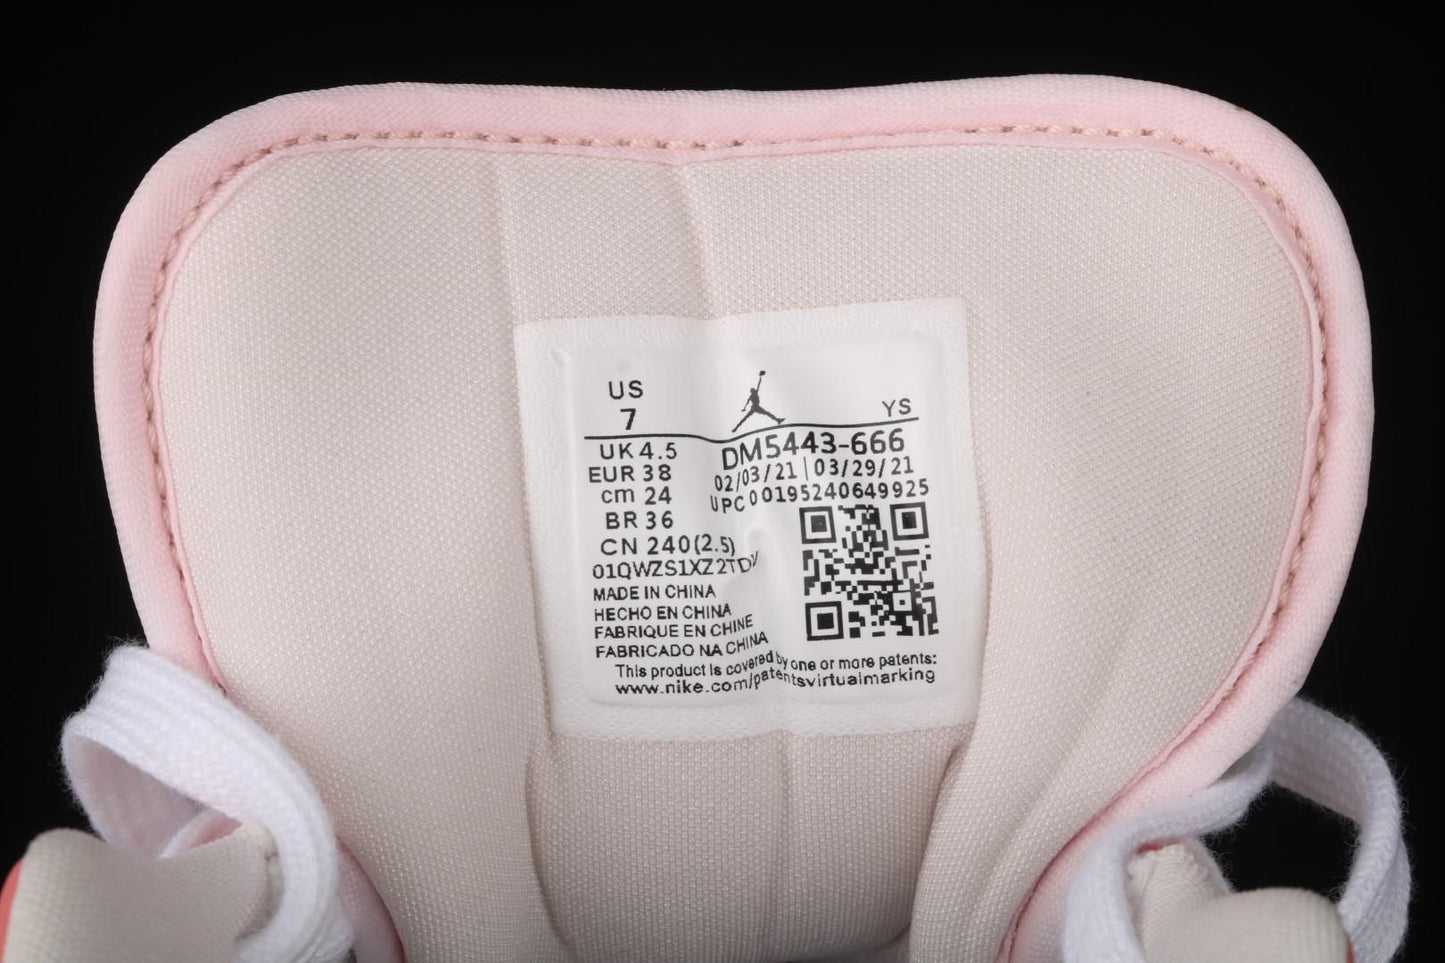 US
7
YS
UK 4.5
EUR 38
cm 24
BR 36
CN 240(2.5)
DM5443-666
02/03/21 | 03/29/21
UPC 00195240649925
01QWZS1XZ2TDV
MADE IN CHINA
HECHO EN CHINA
FABRIQUE EN CHINE
FABRICADO NA CHINA
This product is covered by one or more patents:
www.nike.com/patentsvirtualmarking